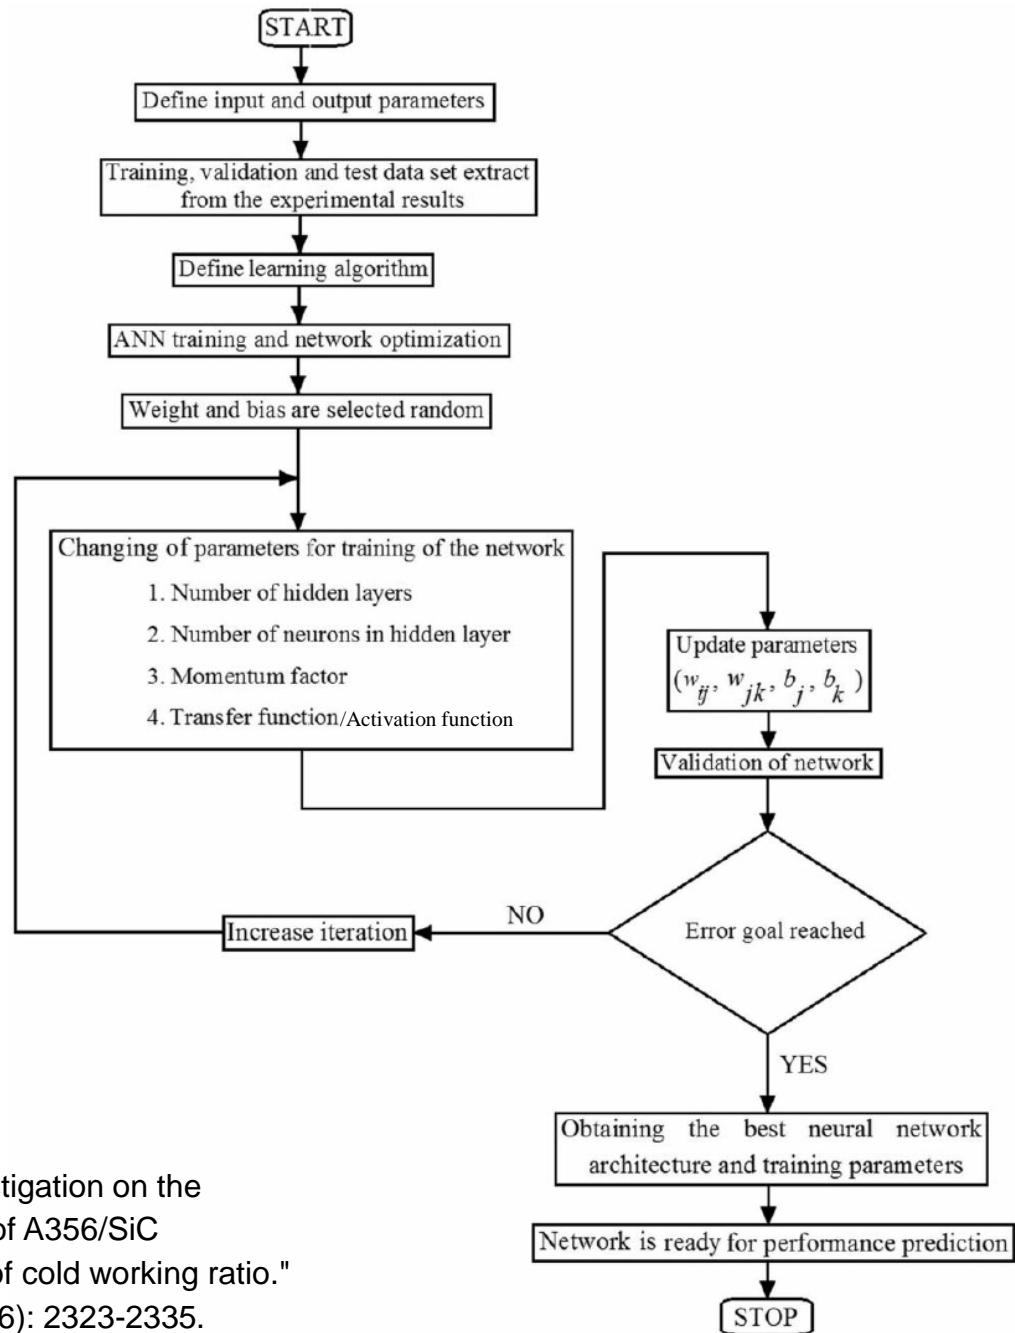 START
Define input and output parameters
Training, validation and test data set extract
from the experimental results
Define learning algorithm
ANN training and network optimization
Weight and bias are selected random
Changing of parameters for training of the network
1. Number of hidden layers
2. Number of neurons in hidden layer
3. Momentum factor
4. Transfer function/Activation function
Update parameters
(w_ij, w_jk, b_j, b_k)
Validation of network
Error goal reached
NO
Increase iteration
YES
Obtaining the best neural network
architecture and training parameters
Network is ready for performance prediction
STOP
tigation on the
of A356/SiC
of cold working ratio."
6): 2323-2335.